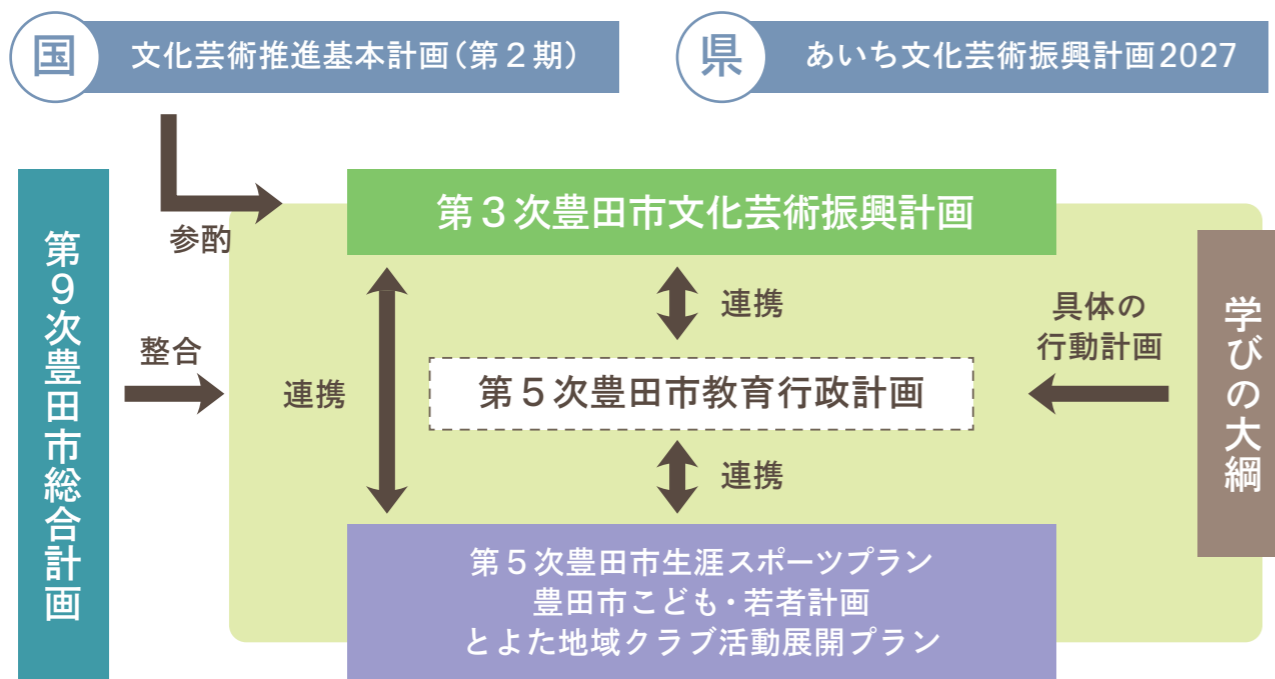 国
文化芸術推進基本計画(第2期)
県
あいち文化芸術振興計画2027
参酌
第3次豊田市文化芸術振興計画
第9次豊田市総合計画
整合
連携
連携
具体の
行動計画
学びの大綱
第5次豊田市教育行政計画
連携
第5次豊田市生涯スポーツプラン
豊田市こども・若者計画
とよた地域クラブ活動展開プラン